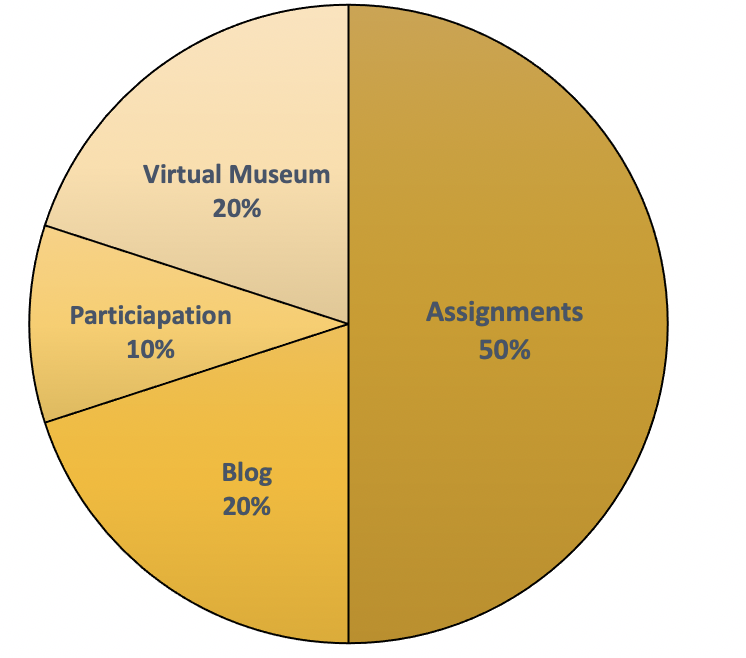 Virtual Museum
20%
Particiapation
10%
Assignments
50%
Blog
20%